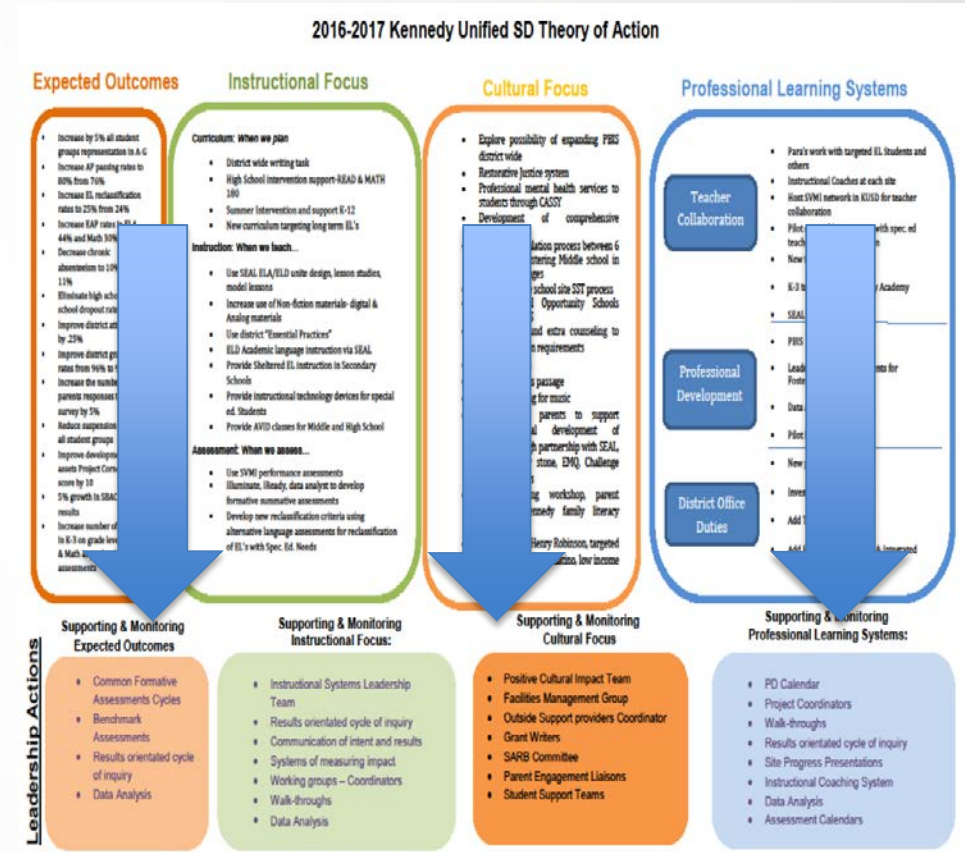 2016-2017 Kennedy Unified SD Theory of Action
Expected Outcomes
Increase by 5% all student
groups representation in A-G
Increase AP passing rates to
80% from 76%
Increase EL reclassification
rates to 25% from 24%
Increase EAP rates
44% and Math 30%
Decrease chronic
absenteeism to 10%
11%
Eliminate high
school dropout
Improve district
by .25%
Improve district
rates from 96% to
Increase the
parents responses
survey by 5%
Reduce suspension
all student groups
Improve
assets Project
score by 10
5% growth in SBAC
results
Increase number of
in K-3 on grade
& Math
assessments
Instructional Focus
Curriculum: When we plan
District wide writing task
High School intervention support-READ & MATH
180
Summer Intervention and support K-12
New curriculum targeting long term EL's
Instruction: When we teach...
Use SEAL ELA/ELD unite design, lesson studies,
model lessons
Increase use of Non-fiction materials- digital &
Analog materials
Use district "Essential Practices"
ELD Academic language instruction via SEAL
Provide Sheltered EL instruction in Secondary
Schools
Provide instructional technology devices for special
ed. Students
Provide AVID classes for Middle and High School
Assessment: When we assess...
Use SVMI performance assessments
Illuminate, iReady, data analyst to develop
formative summative assessments
Develop new reclassification criteria using
alternative language assessments for reclassification
of EL's with Spec. Ed. Needs
Cultural Focus
Explore possibility of expanding PBIS
district wide
Restorative Justice system
Professional mental health services to
students through CASSY
Development of comprehensive
process between 6
Middle school in
school site SST process
Opportunity Schools
extra counseling to
requirements
passage
for music
parents to support
development of
partnership with SEAL,
stone, EMQ, Challenge
workshop, parent
family literacy
Henry Robinson, targeted
low income
Professional Learning Systems
Teacher
Collaboration
Para's work with targeted EL Students and
others
Instructional Coaches at each site
Host SVMI network in KUSD for teacher
collaboration
Pilot with spec. ed
New
K-3 Academy
SEAL
Professional
Development
PBIS
for
Data
Pilot
District Office
Duties
New
Add
Add & Integrated
Leadership Actions
Supporting & Monitoring
Expected Outcomes
Common Formative
Assessments Cycles
Benchmark
Assessments
Results orientated cycle
of inquiry
Data Analysis
Supporting & Monitoring
Instructional Focus:
Instructional Systems Leadership
Team
Results orientated cycle of inquiry
Communication of intent and results
Systems of measuring impact
Working groups – Coordinators
Walk-throughs
Data Analysis
Supporting & Monitoring
Cultural Focus
Positive Cultural Impact Team
Facilities Management Group
Outside Support providers Coordinator
Grant Writers
SARB Committee
Parent Engagement Liaisons
Student Support Teams
Supporting & Monitoring
Professional Learning Systems:
PD Calendar
Project Coordinators
Walk-throughs
Results orientated cycle of inquiry
Site Progress Presentations
Instructional Coaching System
Data Analysis
Assessment Calendars